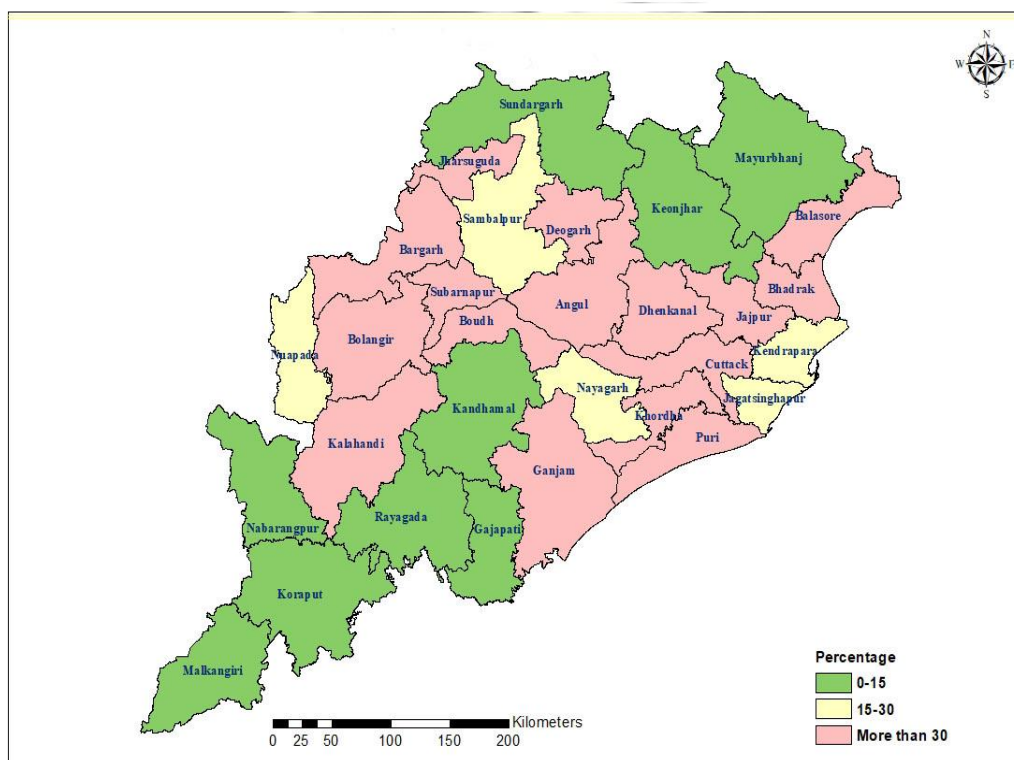 N
W E
S
Sundargarh
Jharsuguda
Mayurbhanj
Keonjhar
Sambalpur
Balasore
Deogarh
Bargarh
Bhadrak
Subarnapur
Angul
Dhenkanal
Jajpur
Boudh
Bolangir
Nuapada
Kendrapara
Cuttack
Nayagarh
Jagatsinghapur
Kandhamal
Khordha
Kalahandi
Puri
Ganjam
Rayagada
Gajapati
Nabarangpur
Koraput
Malkangiri
Percentage
0-15
15-30
More than 30
Kilometers
0 25 50 100 150 200